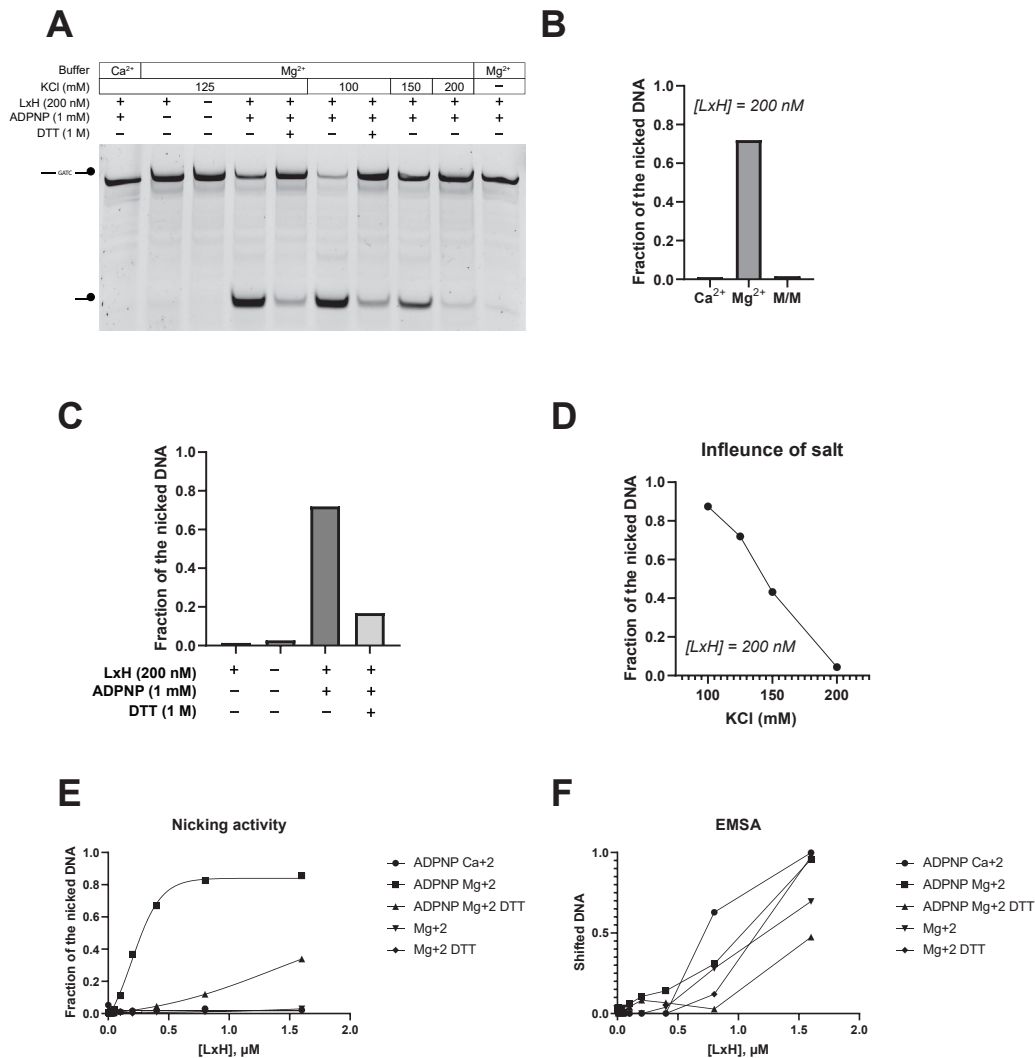 A
Buffer Ca²⁺ Mg²⁺ Mg²⁺
KCl (mM) 125 100 150 200 –
LxH (200 nM) + + – + + + + + + +
ADPNP (1 mM) + – – + + + + + + +
DTT (1 M) – – – – + – + – – –
GATC
B
[LxH] = 200 nM
Fraction of the nicked DNA
1.0
0.8
0.6
0.4
0.2
0.0
Ca²⁺ Mg²⁺ M/M
C
Fraction of the nicked DNA
1.0
0.8
0.6
0.4
0.2
0.0
LxH (200 nM) + – + +
ADPNP (1 mM) – – + +
DTT (1 M) – – – +
D
Infleunce of salt
Fraction of the nicked DNA
1.0
0.8
0.6
0.4
0.2
0.0
[LxH] = 200 nM
100 150 200
KCl (mM)
E
Nicking activity
Fraction of the nicked DNA
1.0
0.8
0.6
0.4
0.2
0.0
0.0 0.5 1.0 1.5 2.0
[LxH], µM
ADPNP Ca+2
ADPNP Mg+2
ADPNP Mg+2 DTT
Mg+2
Mg+2 DTT
F
EMSA
Shifted DNA
1.0
0.5
0.0
0.0 0.5 1.0 1.5 2.0
[LxH], µM
ADPNP Ca+2
ADPNP Mg+2
ADPNP Mg+2 DTT
Mg+2
Mg+2 DTT